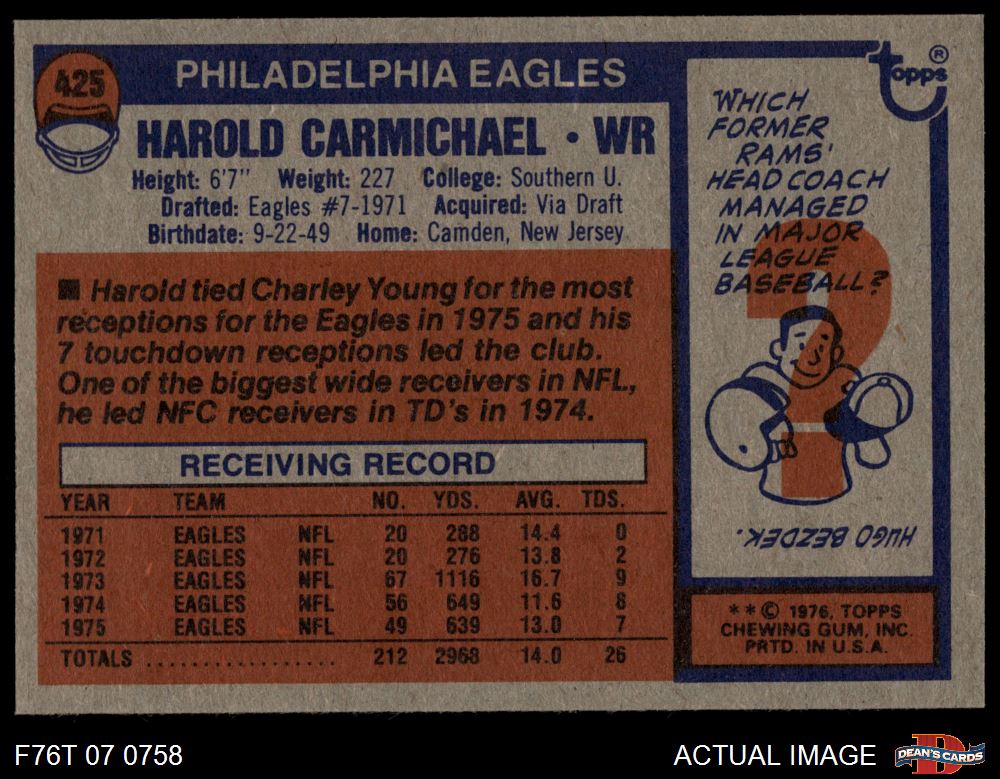 425
PHILADELPHIA EAGLES
HAROLD CARMICHAEL • WR
Height: 6'7" Weight: 227 College: Southern U.
Drafted: Eagles #7-1971 Acquired: Via Draft
Birthdate: 9-22-49 Home: Camden, New Jersey
■ Harold tied Charley Young for the most
receptions for the Eagles in 1975 and his
7 touchdown receptions led the club.
One of the biggest wide receivers in NFL,
he led NFC receivers in TD's in 1974.
RECEIVING RECORD
YEAR TEAM NO. YDS. AVG. TDS.
1971 EAGLES NFL 20 288 14.4 0
1972 EAGLES NFL 20 276 13.8 2
1973 EAGLES NFL 67 1116 16.7 9
1974 EAGLES NFL 56 649 11.6 8
1975 EAGLES NFL 49 639 13.0 7
TOTALS .................. 212 2968 14.0 26
topps ®
WHICH
FORMER
RAMS'
HEAD COACH
MANAGED
IN MAJOR
LEAGUE
BASEBALL?
?
HUGO BEZDEK.
** © 1976, TOPPS
CHEWING GUM, INC.
PRTD. IN U.S.A.
F76T 07 0758
ACTUAL IMAGE
D
DEAN'S CARDS